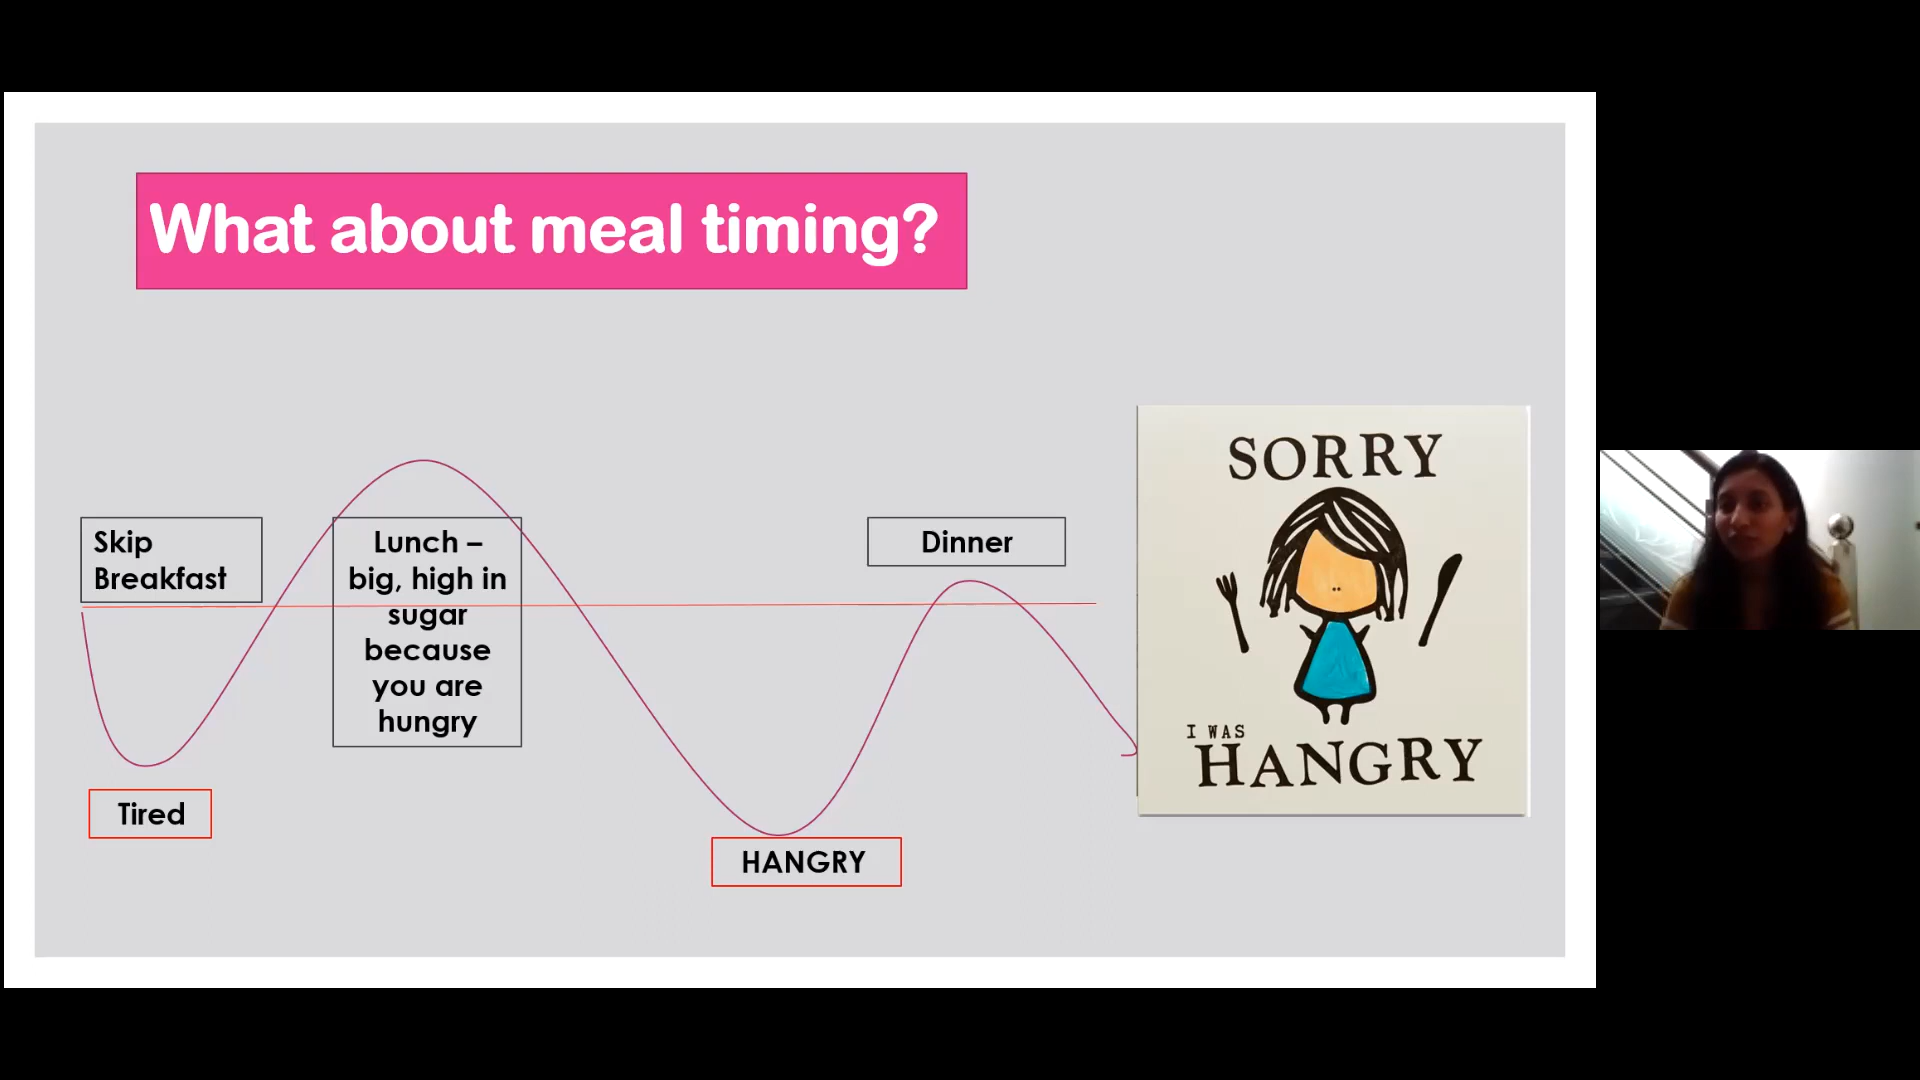 What about meal timing?
Skip
Breakfast
Lunch –
big, high in
sugar
because
you are
hungry
Dinner
Tired
HANGRY
SORRY
I WAS
HANGRY